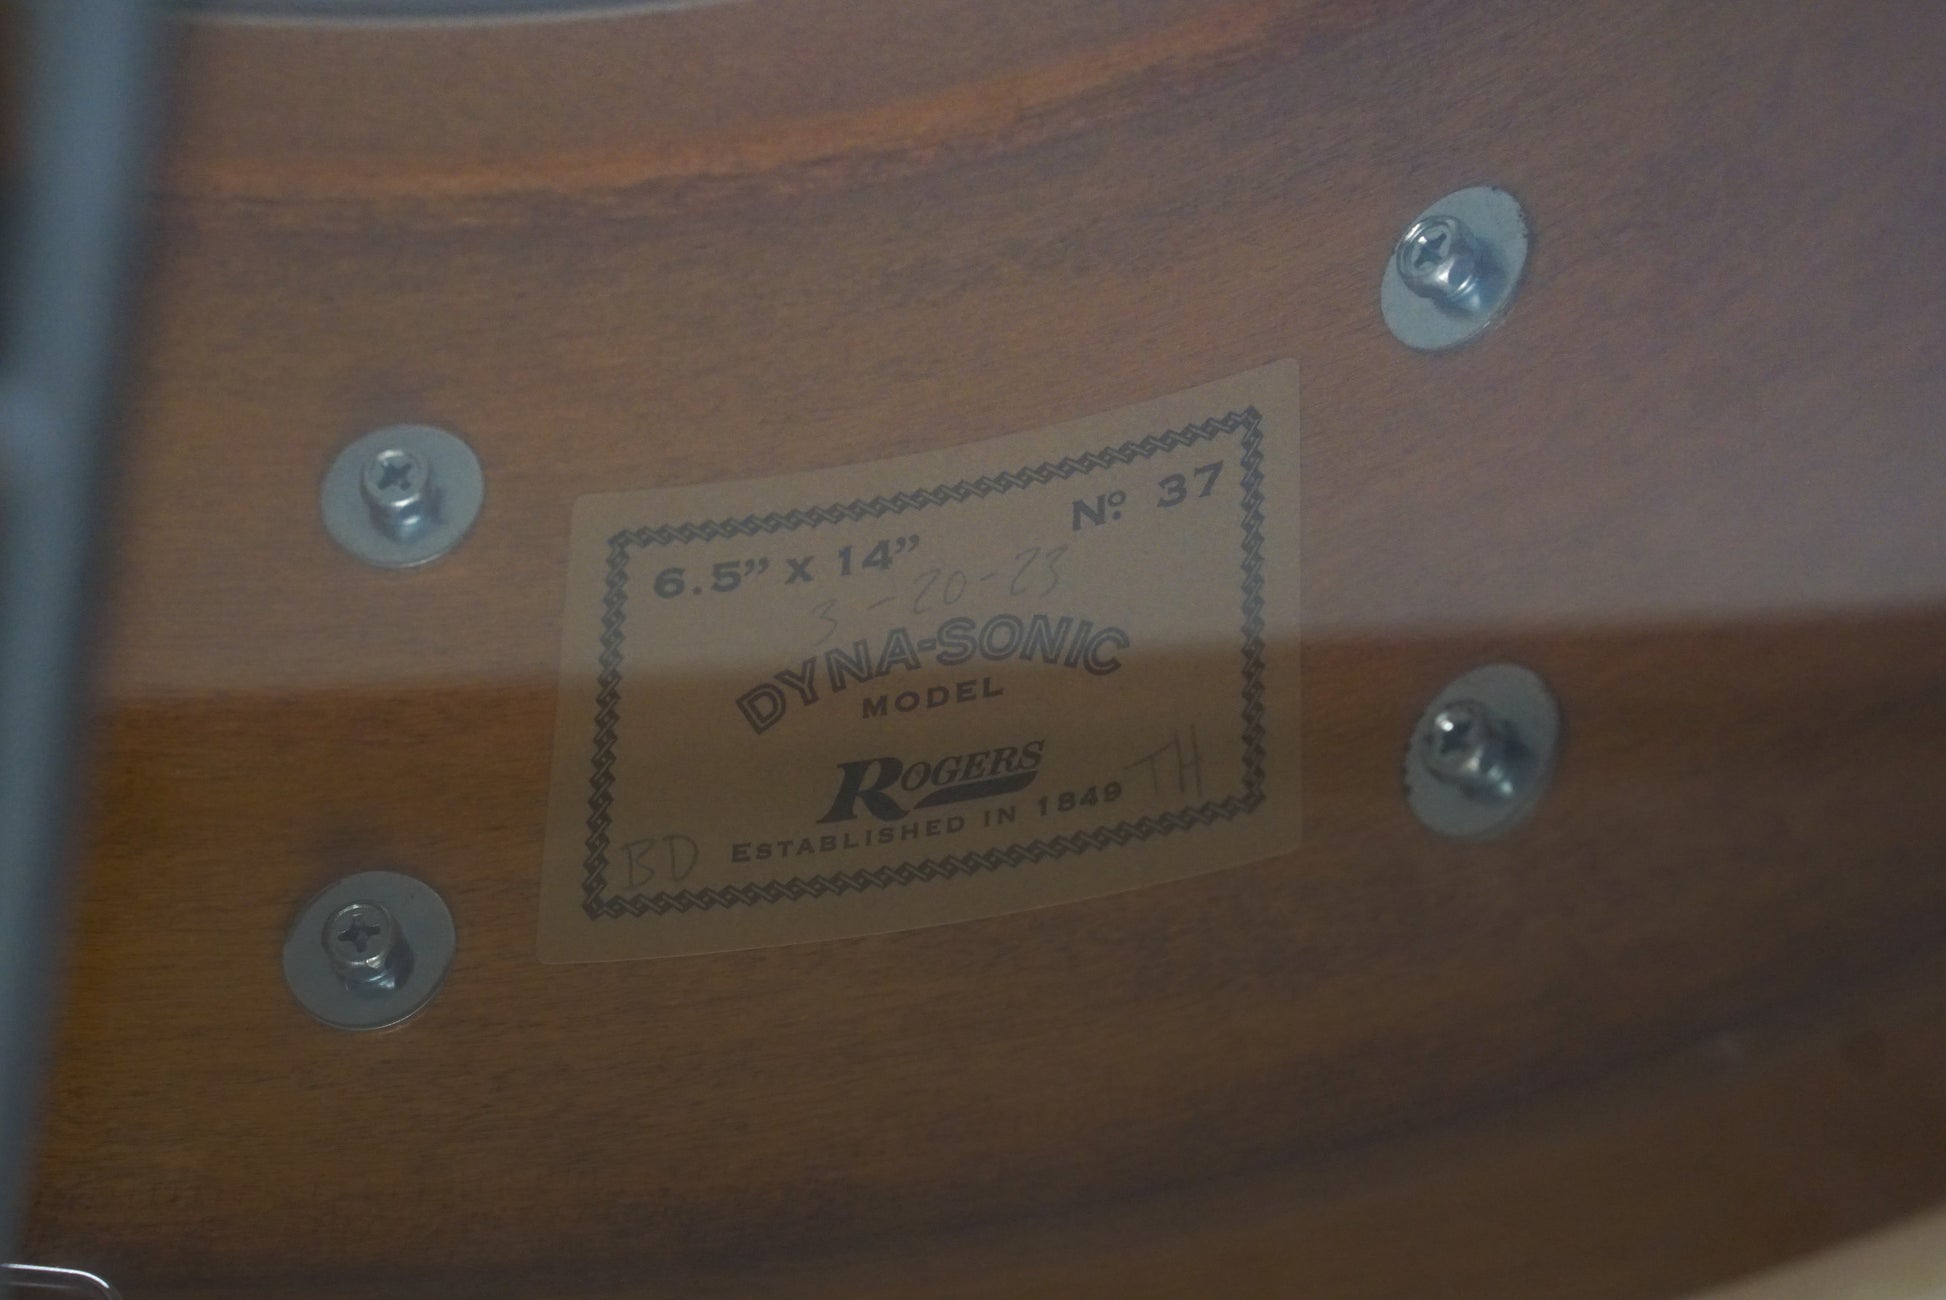 6.5” X 14” Nº 37
3-20-23
DYNA-SONIC
MODEL
ROGERS
ESTABLISHED IN 1849
BD TH